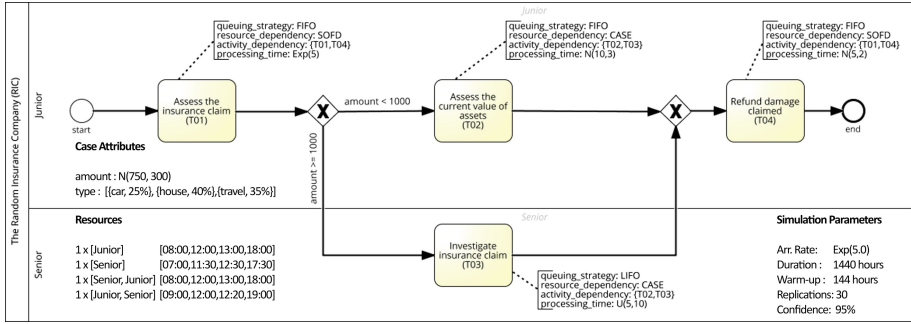 The Random Insurance Company (RIC)
Junior
Junior
queuing_strategy: FIFO
resource_dependency: SOFD
activity_dependency: {T01,T04}
processing_time: Exp(5)
queuing_strategy: FIFO
resource_dependency: CASE
activity_dependency: {T02,T03}
processing_time: N(10,3)
queuing_strategy: FIFO
resource_dependency: SOFD
activity_dependency: {T01,T04}
processing_time: N(5,2)
start
Assess the
insurance claim
(T01)
X
amount < 1000
amount >= 1000
Assess the
current value of
assets
(T02)
X
Refund damage
claimed
(T04)
end
Case Attributes
amount : N(750, 300)
type : [{car, 25%}, {house, 40%},{travel, 35%}]
Senior
Senior
Resources
1 x [Junior] [08:00,12:00,13:00,18:00]
1 x [Senior] [07:00,11:30,12:30,17:30]
1 x [Senior, Junior] [08:00,12:00,13:00,18:00]
1 x [Junior, Senior] [09:00,12:00,12:20,19:00]
Investigate
insurance claim
(T03)
queuing_strategy: LIFO
resource_dependency: CASE
activity_dependency: {T02,T03}
processing_time: U(5,10)
Simulation Parameters
Arr. Rate: Exp(5.0)
Duration : 1440 hours
Warm-up : 144 hours
Replications: 30
Confidence: 95%